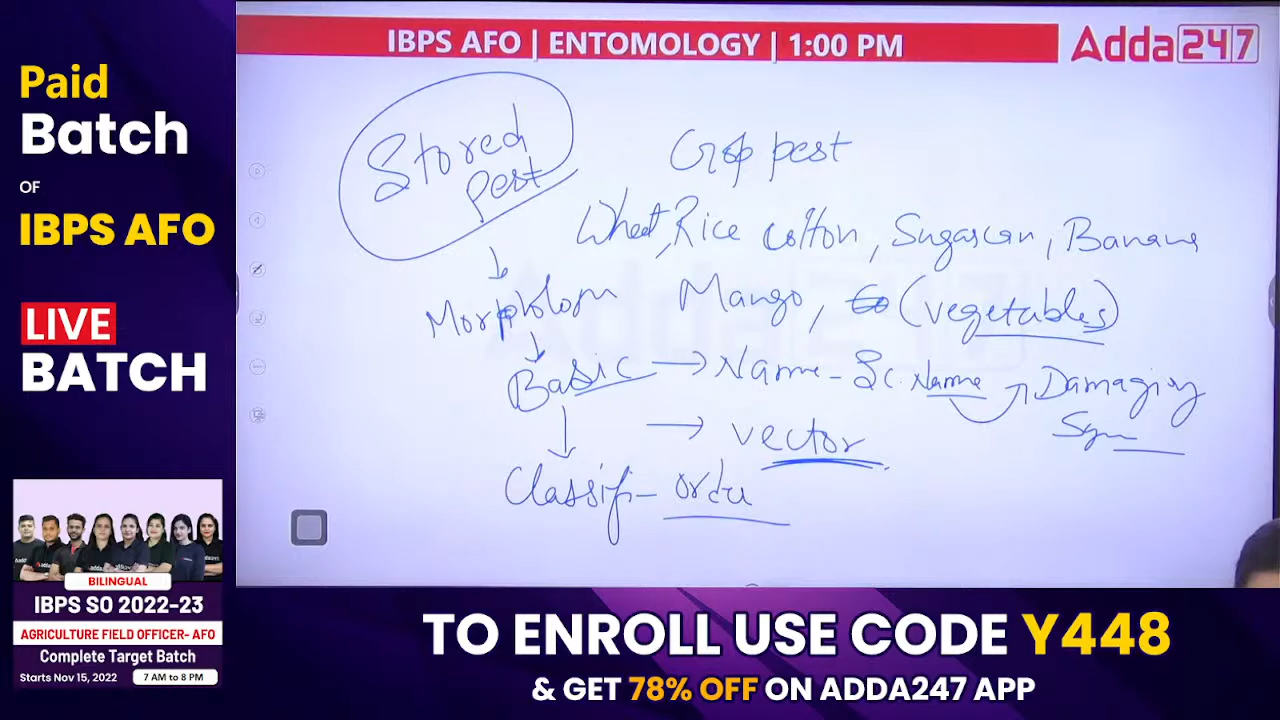 Paid
Batch
OF
IBPS AFO
LIVE
BATCH
BILINGUAL
IBPS SO 2022-23
AGRICULTURE FIELD OFFICER- AFO
Complete Target Batch
Starts Nov 15, 2022
7 AM to 8 PM
IBPS AFO | ENTOMOLOGY | 1:00 PM
Adda247
Stored
pest
Crop pest
Wheat, Rice cotton, Sugarcan, Banana
Morpholom
Mango, (vegetables)
Basic → Name - Sc. Name Damaging
Sym
→ vector
Classifi - order
TO ENROLL USE CODE Y448
& GET 78% OFF ON ADDA247 APP